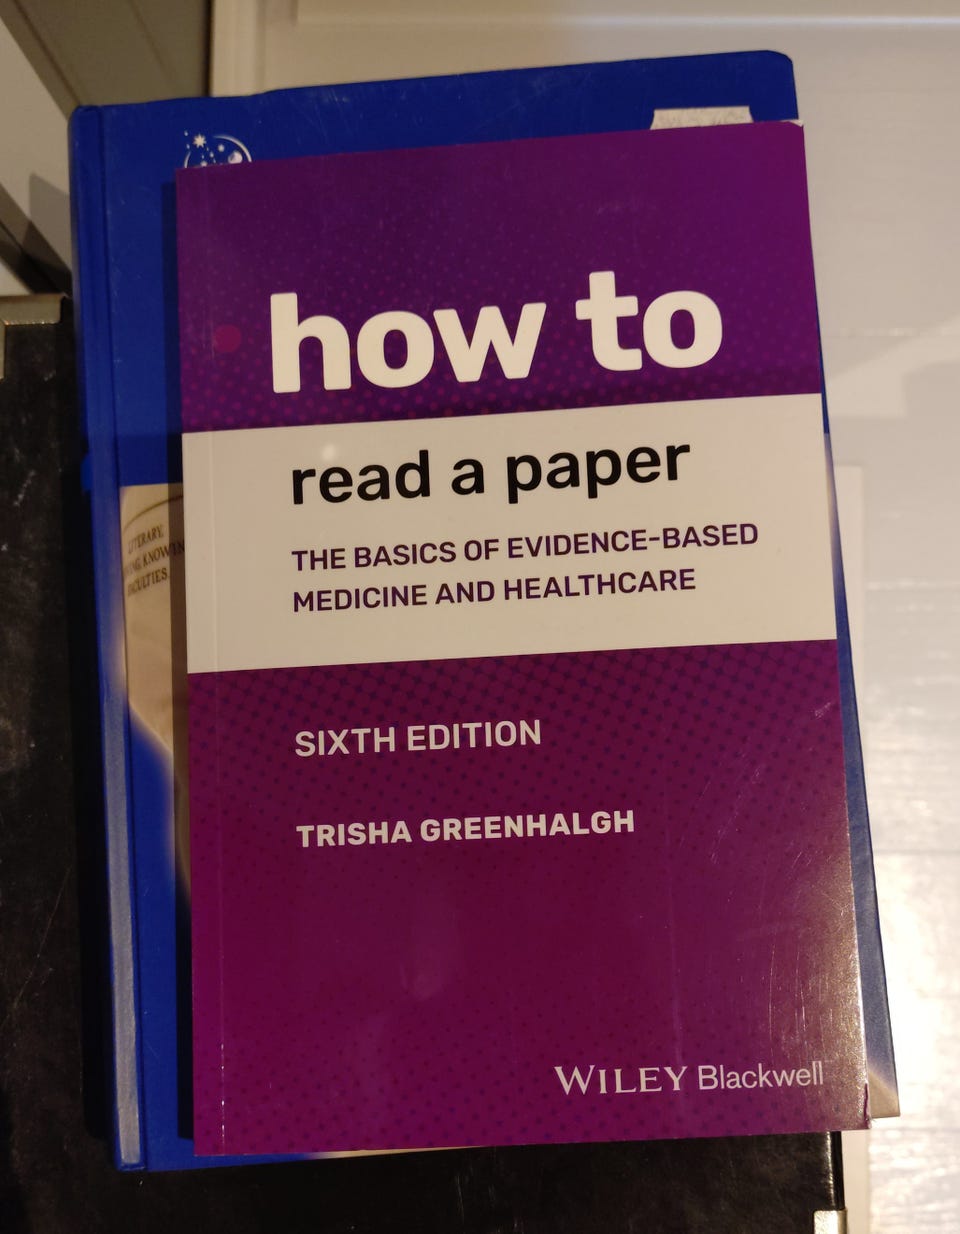 how to
read a paper
THE BASICS OF EVIDENCE-BASED
MEDICINE AND HEALTHCARE
SIXTH EDITION
TRISHA GREENHALGH
WILEY Blackwell